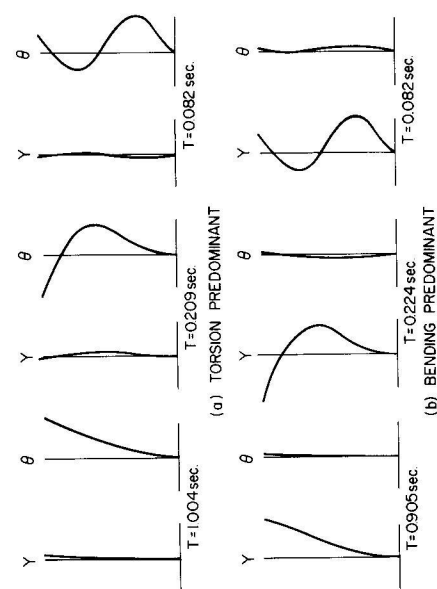 Y θ Y θ Y θ
T = 1.004 sec. T = 0.209 sec. T = 0.082 sec.
(a) TORSION PREDOMINANT
Y θ Y θ Y θ
T = 0.905 sec. T = 0.224 sec. T = 0.082 sec.
(b) BENDING PREDOMINANT